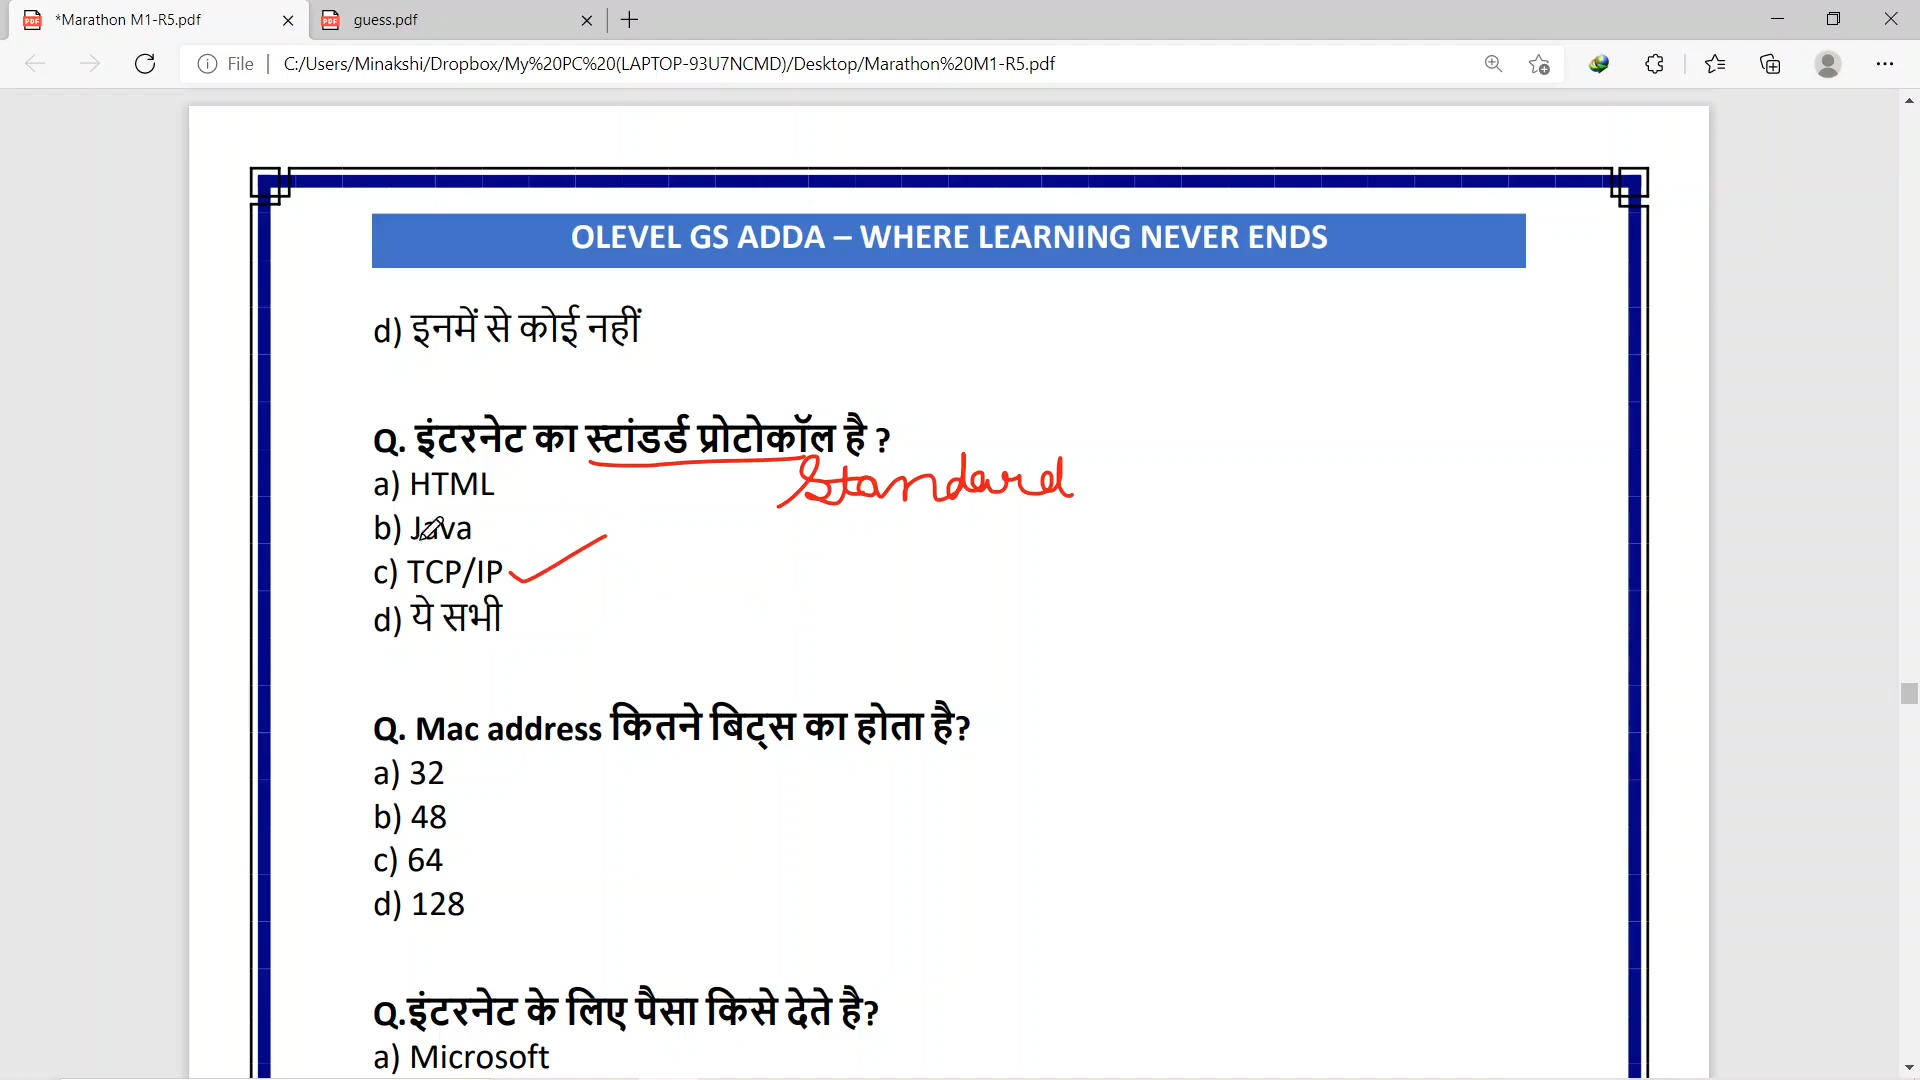 *Marathon M1-R5.pdf
guess.pdf
File
C:/Users/Minakshi/Dropbox/My%20PC%20(LAPTOP-93U7NCMD)/Desktop/Marathon%20M1-R5.pdf
OLEVEL GS ADDA – WHERE LEARNING NEVER ENDS
d) इनमें से कोई नहीं
Q. इंटरनेट का स्टांडर्ड प्रोटोकॉल है ?
a) HTML
Standard
b) Java
c) TCP/IP
d) ये सभी
Q. Mac address कितने बिट्स का होता है?
a) 32
b) 48
c) 64
d) 128
Q.इंटरनेट के लिए पैसा किसे देते है?
a) Microsoft